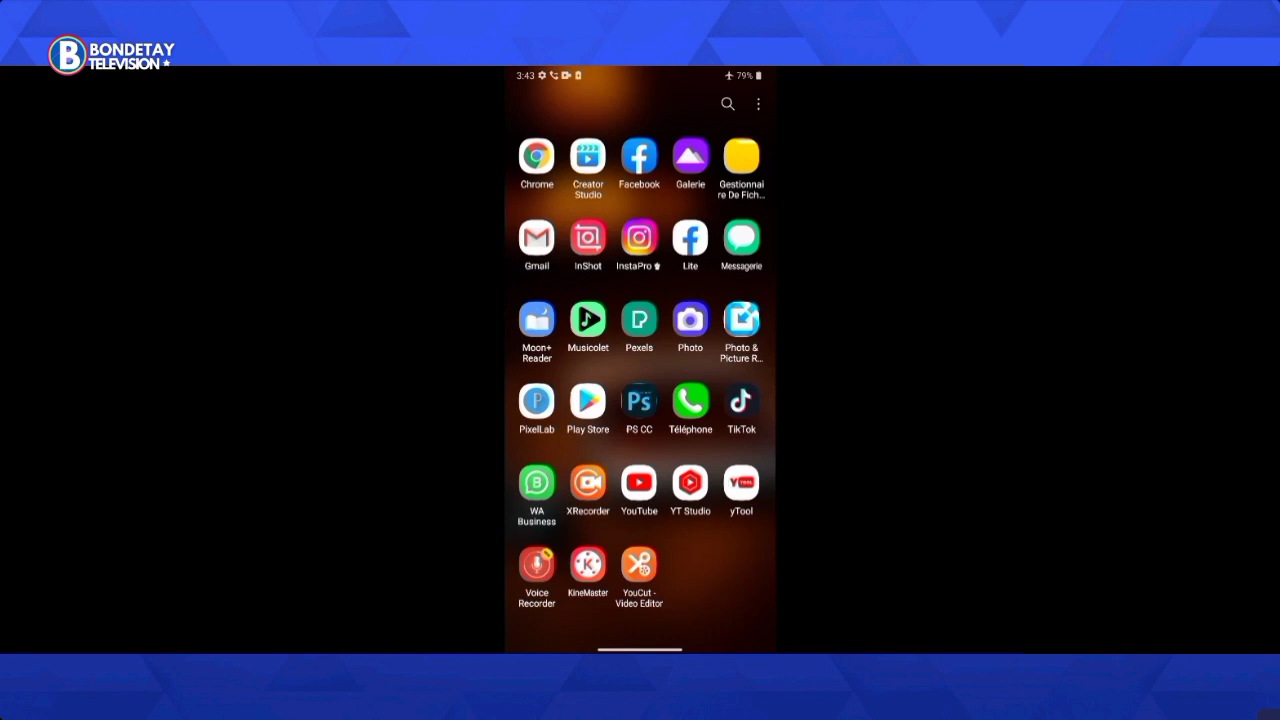 BONDETAY
TELEVISION
3:43
79%
Chrome
Creator
Studio
Facebook
Galerie
Gestionnai
re De Fich...
Gmail
InShot
InstaPro
Lite
Messagerie
Moon+
Reader
Musicolet
Pexels
Photo
Photo &
Picture R...
PixelLab
Play Store
PS CC
Téléphone
TikTok
WA
Business
XRecorder
YouTube
YT Studio
yTool
Voice
Recorder
KineMaster
YouCut -
Video Editor